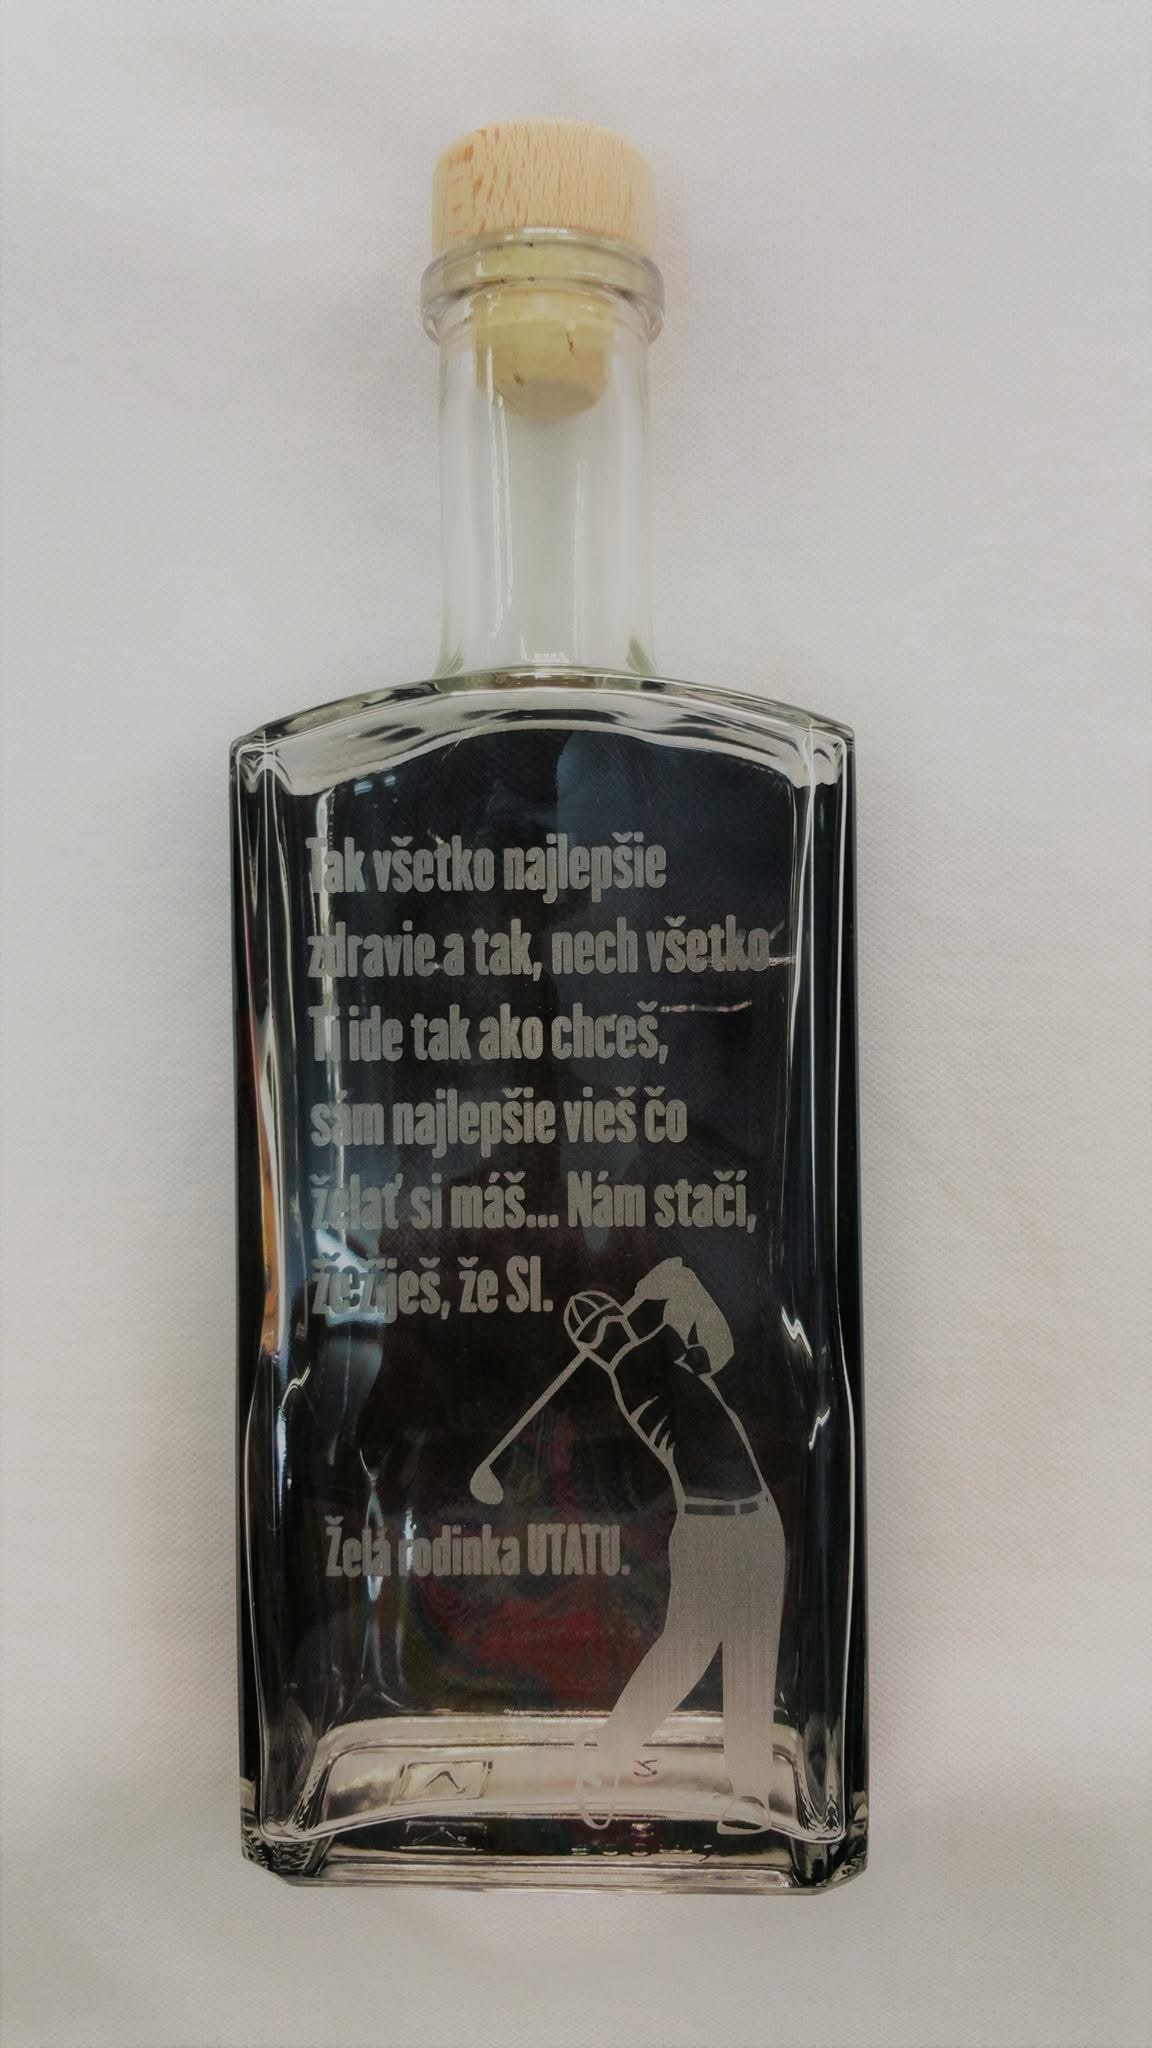 Tak všetko najlepšie
zdravie a tak, nech všetko
Ti ide tak ako chceš,
sám najlepšie vieš čo
želať si máš... Nám stačí,
že žiješ, že SI.
Želá rodinka UTATU.